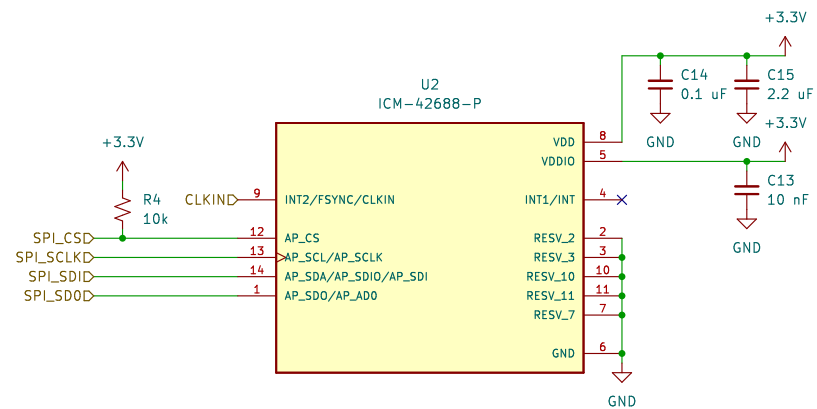 +3.3V
U2
ICM-42688-P
C14
0.1 uF
C15
2.2 uF
GND
GND
+3.3V
VDD
8
VDDIO
5
C13
10 nF
GND
+3.3V
R4
10k
CLKIN
9
INT2/FSYNC/CLKIN
INT1/INT
4
SPI_CS
12
AP_CS
RESV_2
2
SPI_SCLK
13
AP_SCL/AP_SCLK
RESV_3
3
SPI_SDI
14
AP_SDA/AP_SDIO/AP_SDI
RESV_10
10
SPI_SDO
1
AP_SDO/AP_AD0
RESV_11
11
RESV_7
7
GND
6
GND